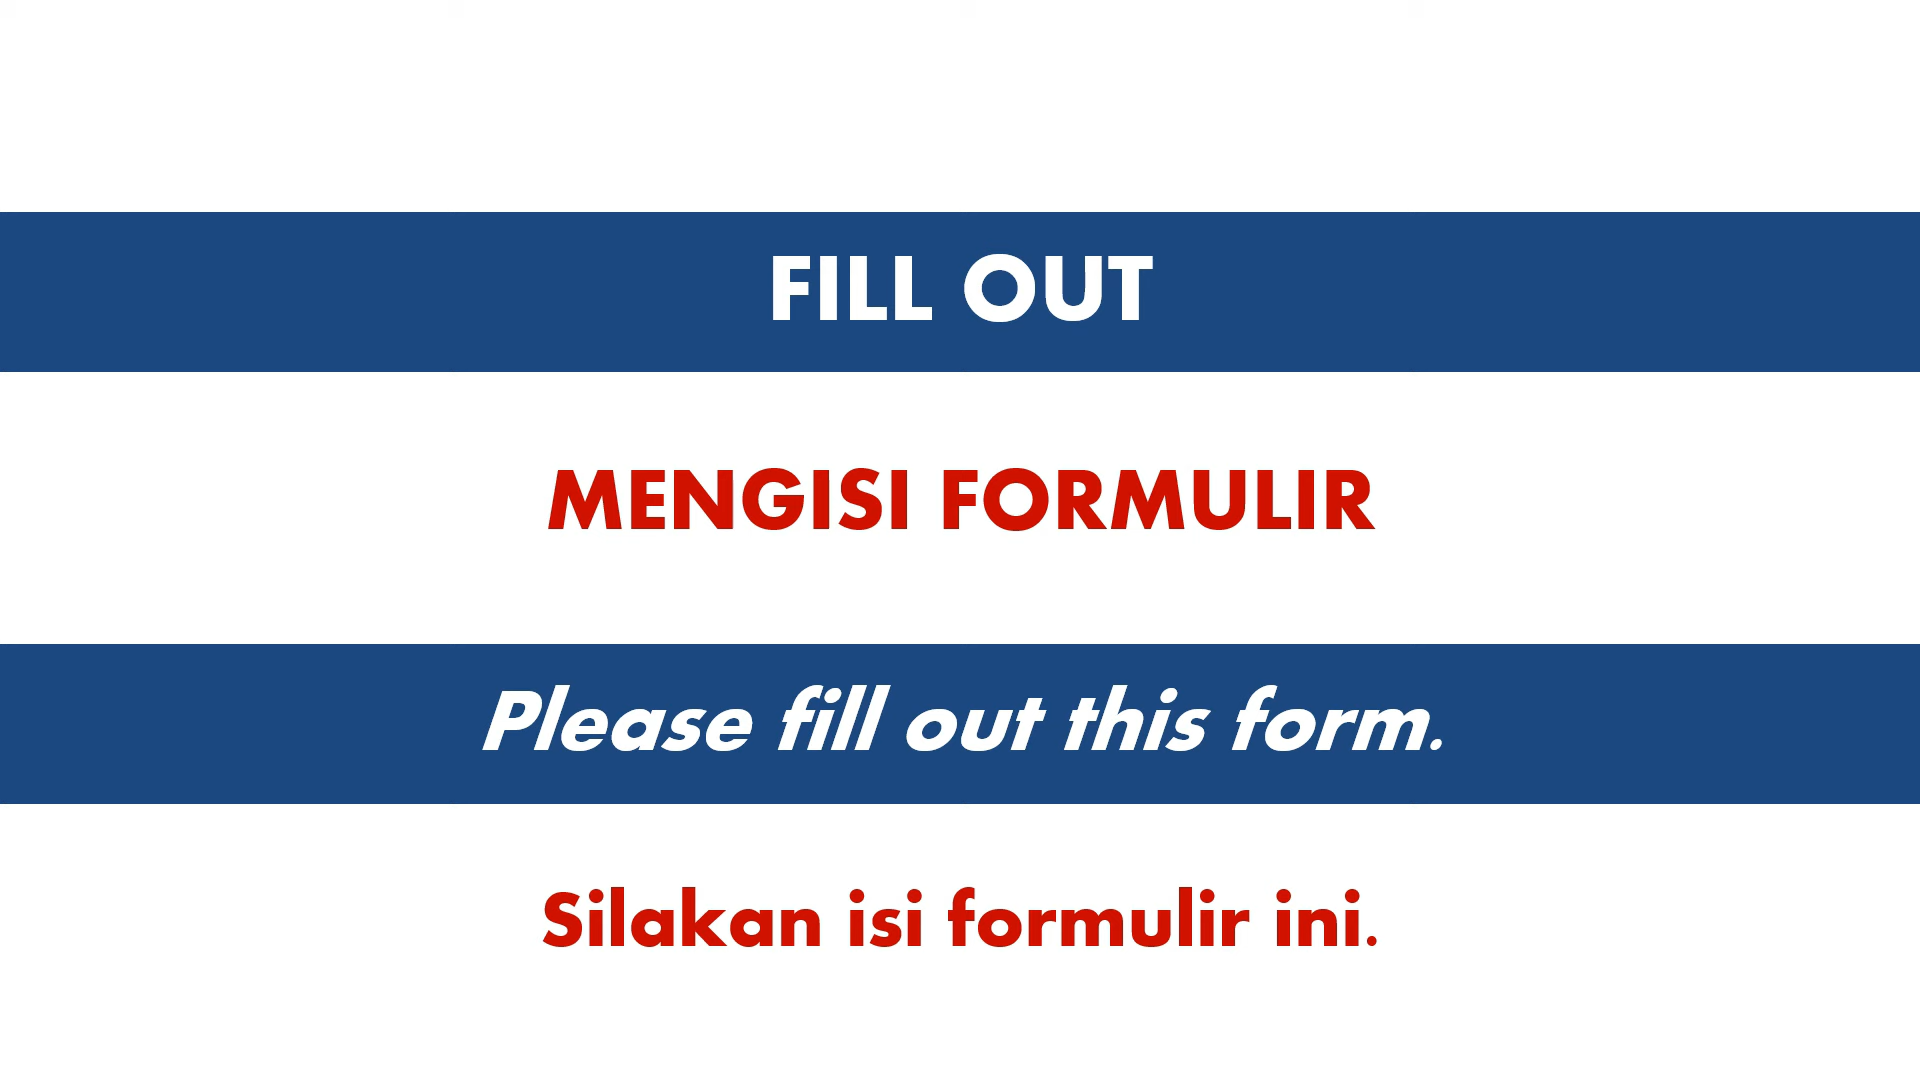 FILL OUT
MENGISI FORMULIR
Please fill out this form.
Silakan isi formulir ini.